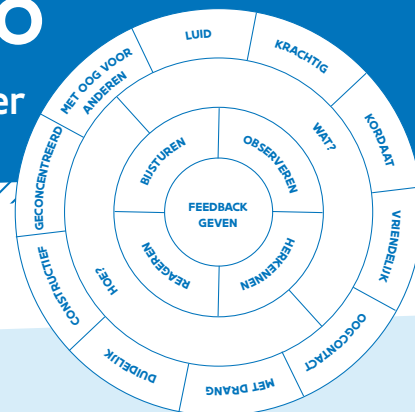 o
er
LUID
KRACHTIG
KORDAAT
VRIENDELIJK
OOGCONTACT
MET DRANG
DUIDELIJK
CONSTRUCTIEF
GECONCENTREERD
MET OOG VOOR
ANDEREN
WAT?
HOE?
OBSERVEREN
HERKENNEN
REAGEREN
BIJSTUREN
FEEDBACK
GEVEN